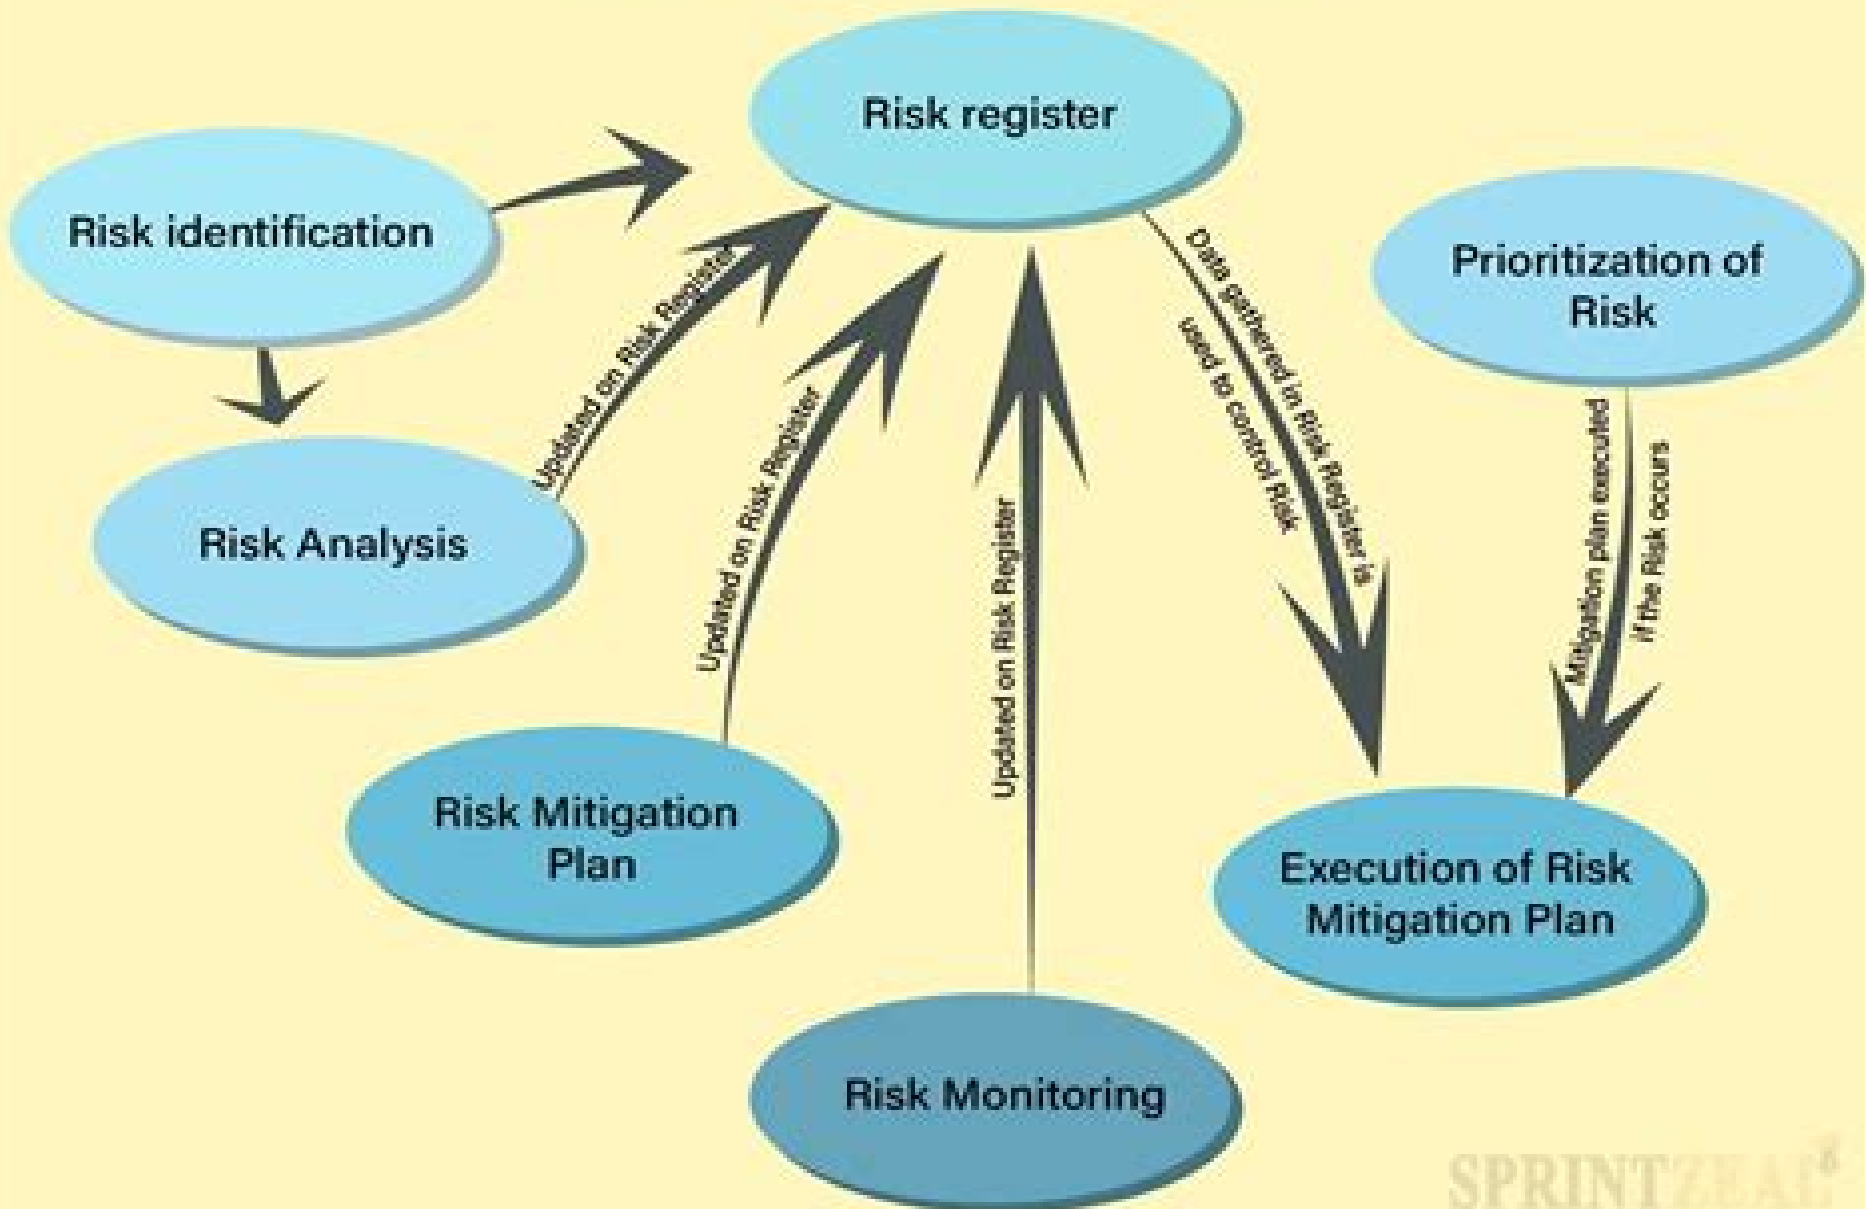 Risk register
Risk identification
Prioritization of
Risk
Updated on Risk Register
Data gathered in Risk Register is
used to control Risk
Mitigation plan executed
if the Risk occurs
Risk Analysis
Updated on Risk Register
Updated on Risk Register
Risk Mitigation
Plan
Execution of Risk
Mitigation Plan
Risk Monitoring
SPRINTZEAL